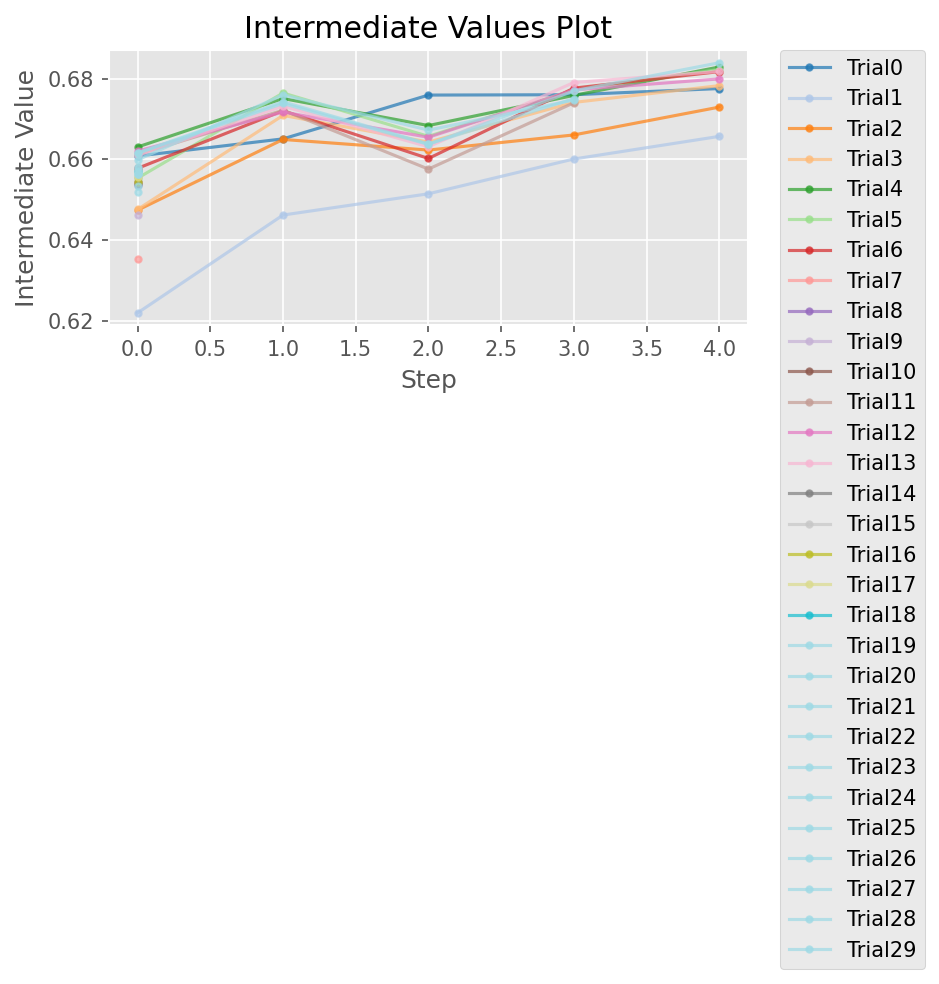 Intermediate Values Plot
Intermediate Value
0.68
0.66
0.64
0.62
0.0 0.5 1.0 1.5 2.0 2.5 3.0 3.5 4.0
Step
Trial0
Trial1
Trial2
Trial3
Trial4
Trial5
Trial6
Trial7
Trial8
Trial9
Trial10
Trial11
Trial12
Trial13
Trial14
Trial15
Trial16
Trial17
Trial18
Trial19
Trial20
Trial21
Trial22
Trial23
Trial24
Trial25
Trial26
Trial27
Trial28
Trial29